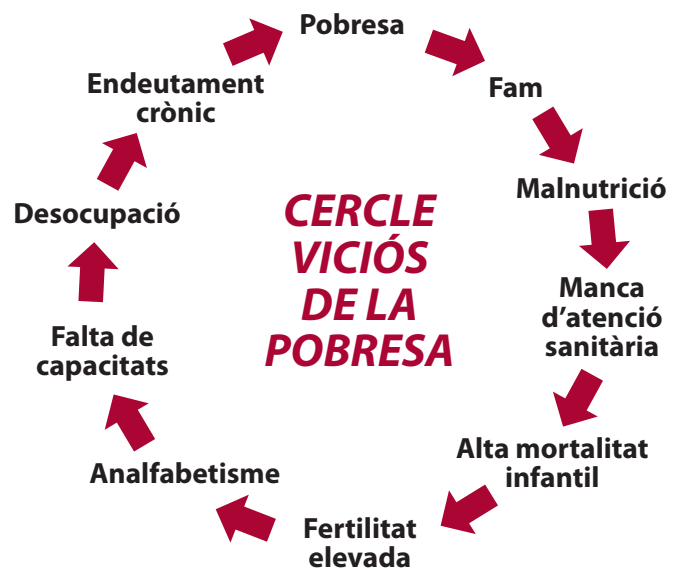 Pobresa
Fam
Malnutrició
Manca
d’atenció
sanitària
Alta mortalitat
infantil
Fertilitat
elevada
Analfabetisme
Falta de
capacitats
Desocupació
Endeutament
crònic
CERCLE
VICIÓS
DE LA
POBRESA